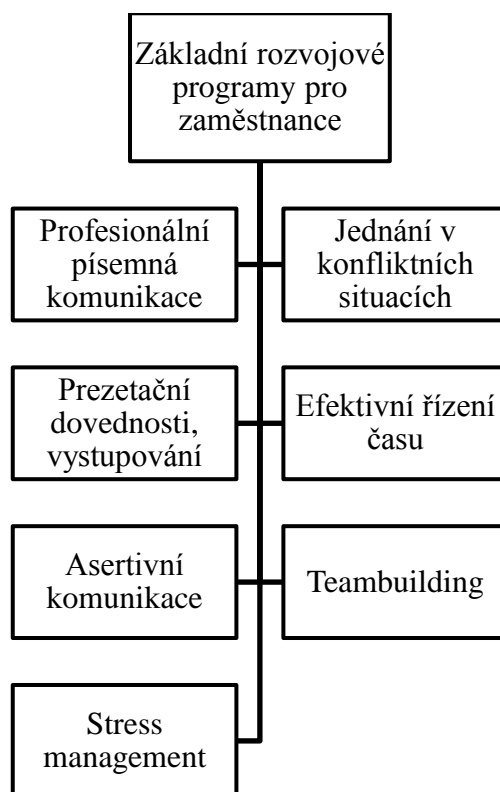 Základní rozvojové
programy pro
zaměstnance
Profesionální
písemná
komunikace
Jednání v
konfliktních
situacích
Prezetační
dovednosti,
vystupování
Efektivní řízení
času
Asertivní
komunikace
Teambuilding
Stress
management